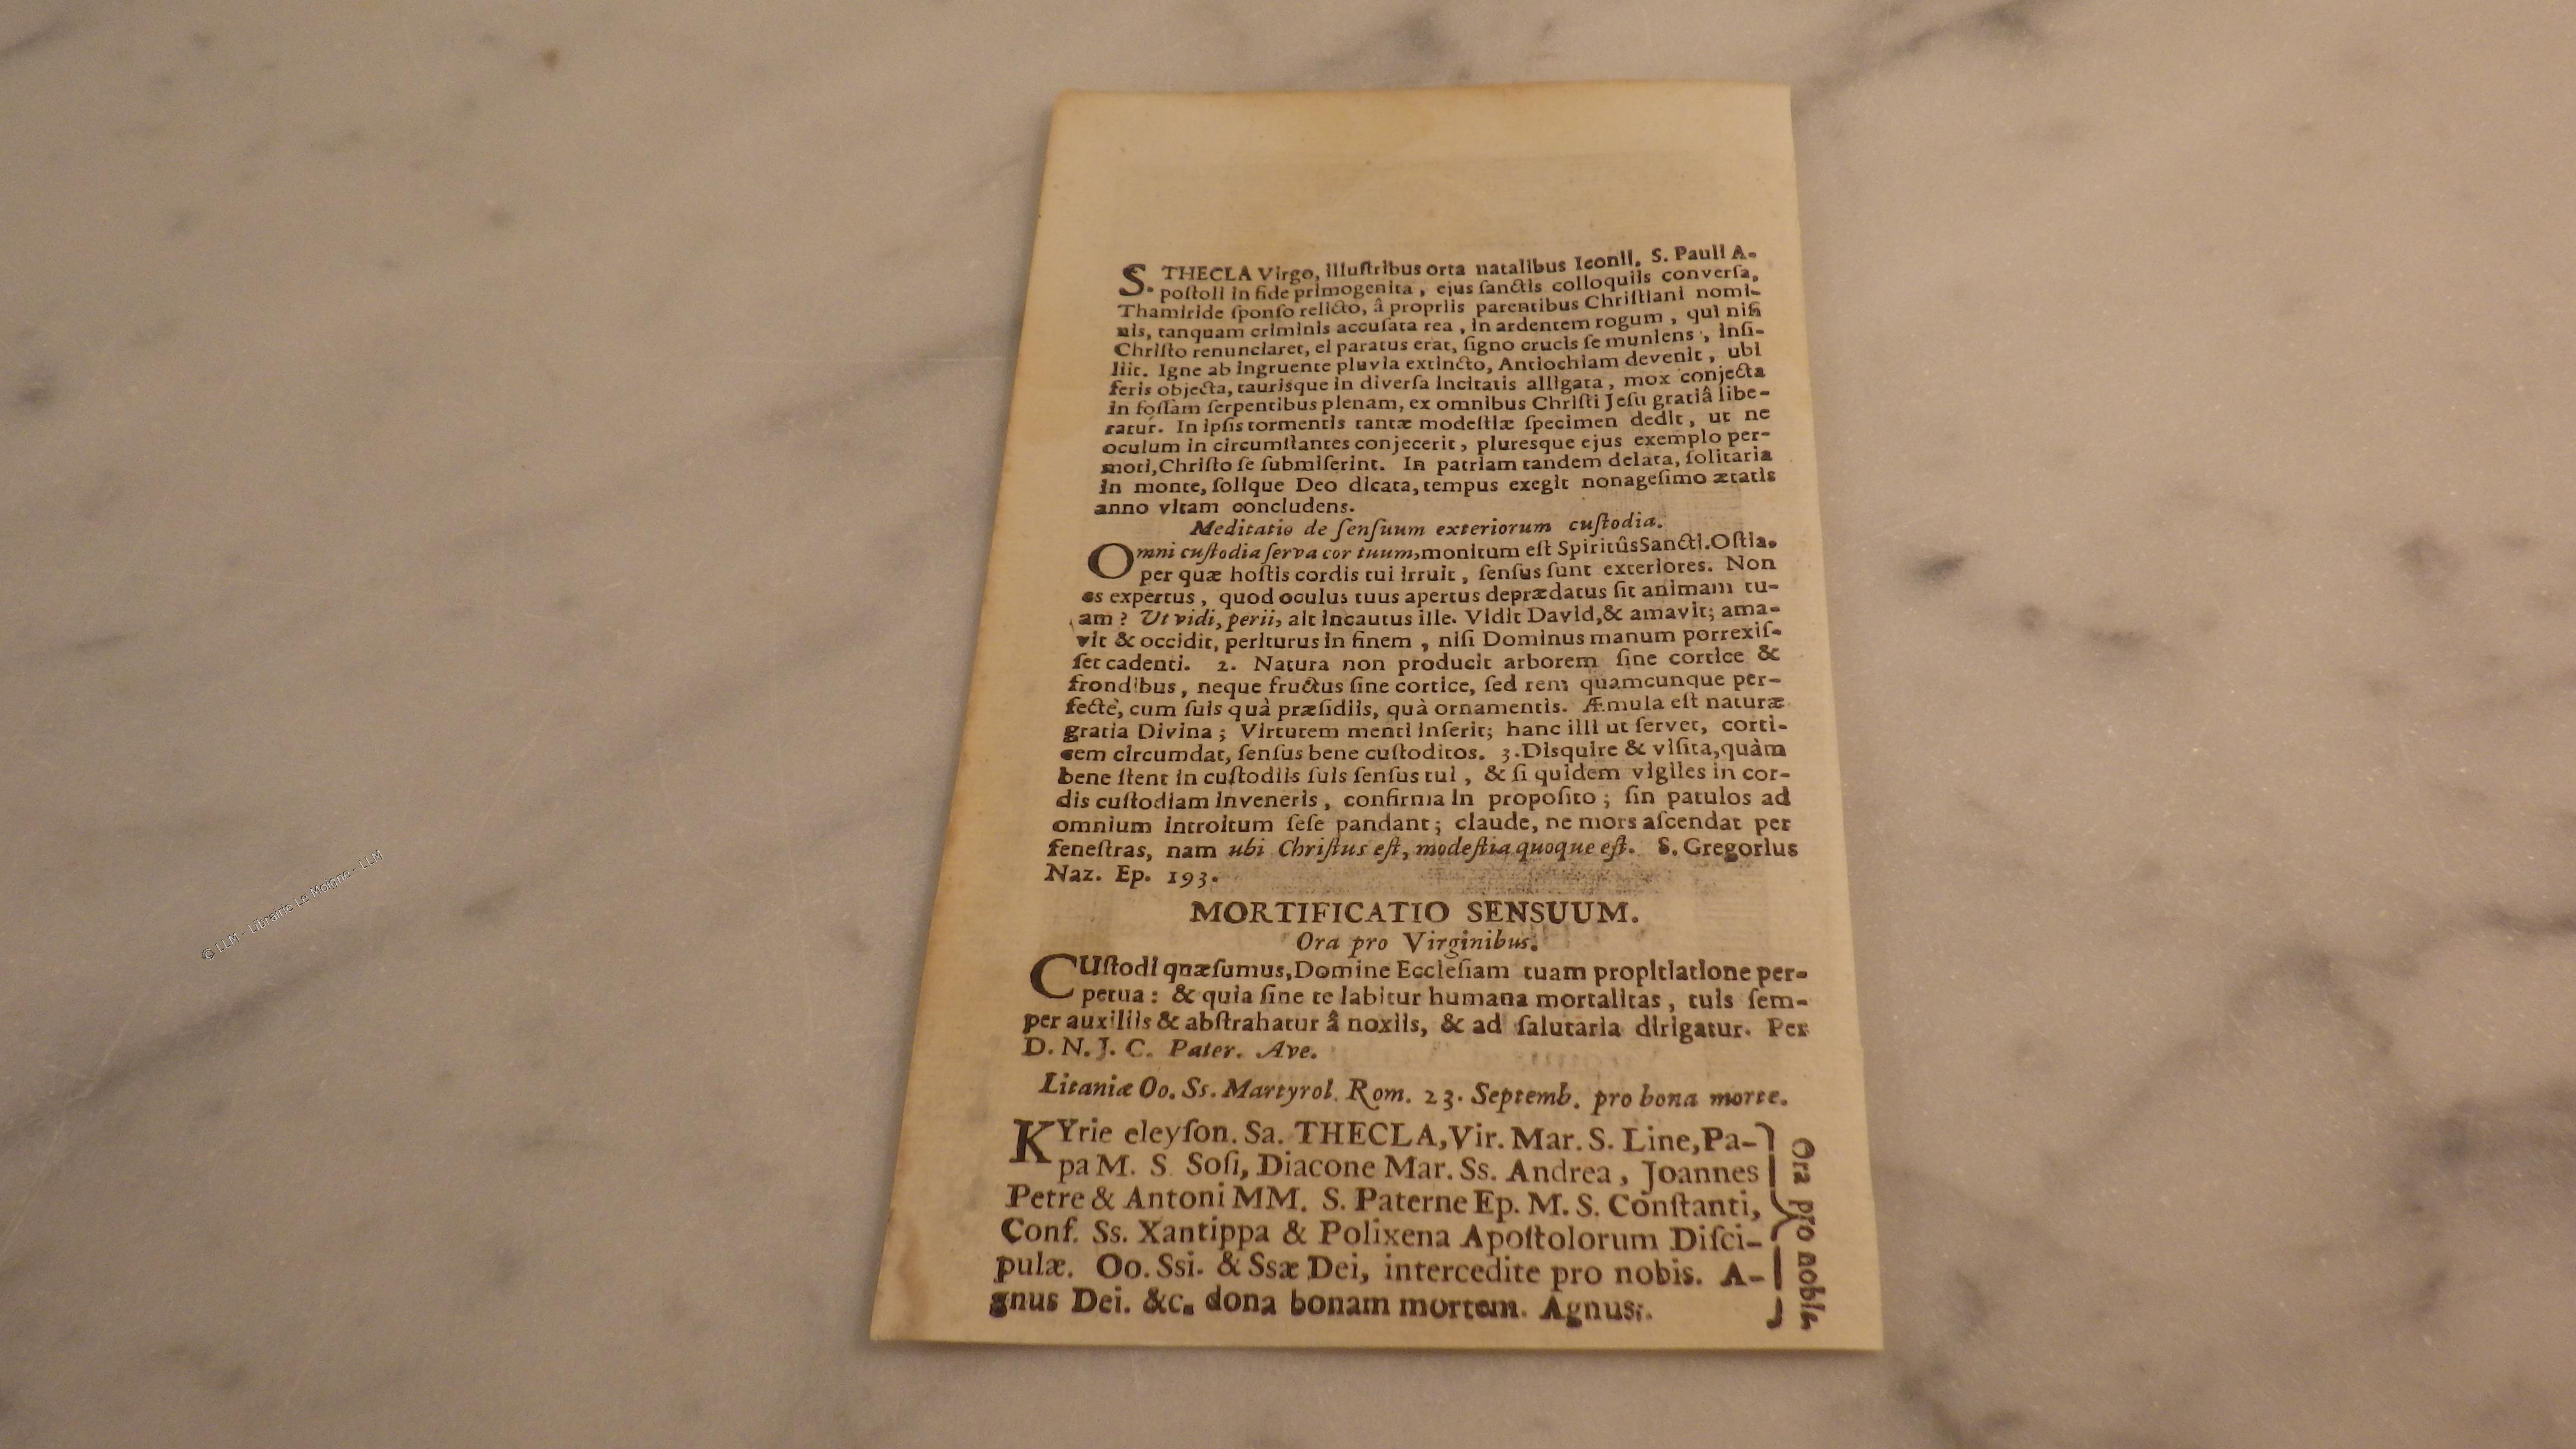 S. THECLA Virgo, illuſtribus orta natalibus Iconii, S. Pauli A-
poſtoli in fide primogenita, ejus ſanctis colloquiis converſa,
Thamiride ſponſo relicto, â propriis parentibus Chriſtiani nomi-
nis, tanquam criminis accuſata rea, in ardentem rogum, qui niſi
Chriſto renunciaret, ei paratus erat, ſigno crucis ſe muniens, inſi-
liit. Igne ab ingruente pluvia extincto, Antiochiam devenit, ubi
feris objecta, taurisque in diverſa incitatis alligata, mox conjecta
in foſſam ſerpentibus plenam, ex omnibus Chriſti Jeſu gratiâ libe-
ratur. In ipſis tormentis tantæ modeſtiæ ſpecimen dedit, ut ne
oculum in circumſtantes conjecerit, pluresque ejus exemplo per-
moti, Chriſto ſe ſubmiſerint. In patriam tandem delata, ſolitaria
in monte, ſolique Deo dicata, tempus exegit nonageſimo ætatis
anno vitam concludens.
Meditatio de ſenſuum exteriorum cuſtodia.
Omni cuſtodia ſerva cor tuum, monitum eſt Spiritûs Sancti. Oſtia,
per quæ hoſtis cordis tui irruit, ſenſus ſunt exteriores. Non
es expertus, quod oculus tuus apertus deprædatus ſit animam tu-
am? Ut vidi, perii, ait incautus ille. Vidit David, & amavit; ama-
vit & occidit, periturus in finem, niſi Dominus manum porrexiſ-
ſet cadenti. 2. Natura non producit arborem ſine cortice &
frondibus, neque fructus ſine cortice, ſed rem quamcunque per-
fectè, cum ſuis quà præſidiis, quà ornamentis. Æmula eſt naturæ
gratia Divina; Virtutem menti inſerit; hanc illi ut ſervet, corti-
cem circumdat, ſenſus bene cuſtoditos. 3. Disquire & viſita, quàm
bene ſtent in cuſtodiis ſuis ſenſus tui, & ſi quidem vigiles in cor-
dis cuſtodiam inveneris, confirma in propoſito; ſin patulos ad
omnium introitum ſeſe pandant; claude, ne mors aſcendat per
feneſtras, nam ubi Chriſtus eſt, modeſtia quoque eſt. S. Gregorius
Naz. Ep. 193.
MORTIFICATIO SENSUUM.
Ora pro Virginibus.
CUſtodi quæſumus, Domine Eccleſiam tuam propitiatione per-
petua: & quia ſine te labitur humana mortalitas, tuis ſem-
per auxiliis & abſtrahatur â noxiis, & ad ſalutaria dirigatur. Per
D. N. J. C. Pater. Ave.
Litaniæ Oo. Ss. Martyrol. Rom. 23. Septemb. pro bona morte.
KYrie eleyſon. Sa. THECLA, Vir. Mar. S. Line, Pa-
pa M. S Soſi, Diacone Mar. Ss. Andrea, Joannes
Petre & Antoni MM. S. Paterne Ep. M. S. Conſtanti,
Conf. Ss. Xantippa & Polixena Apoſtolorum Diſci-
pulæ. Oo. Ssi. & Ssæ Dei, intercedite pro nobis. A-
gnus Dei. &c. dona bonam mortem. Agnus:.
Ora pro nobis.
© LLM - Librairie Le Moigne - LLM